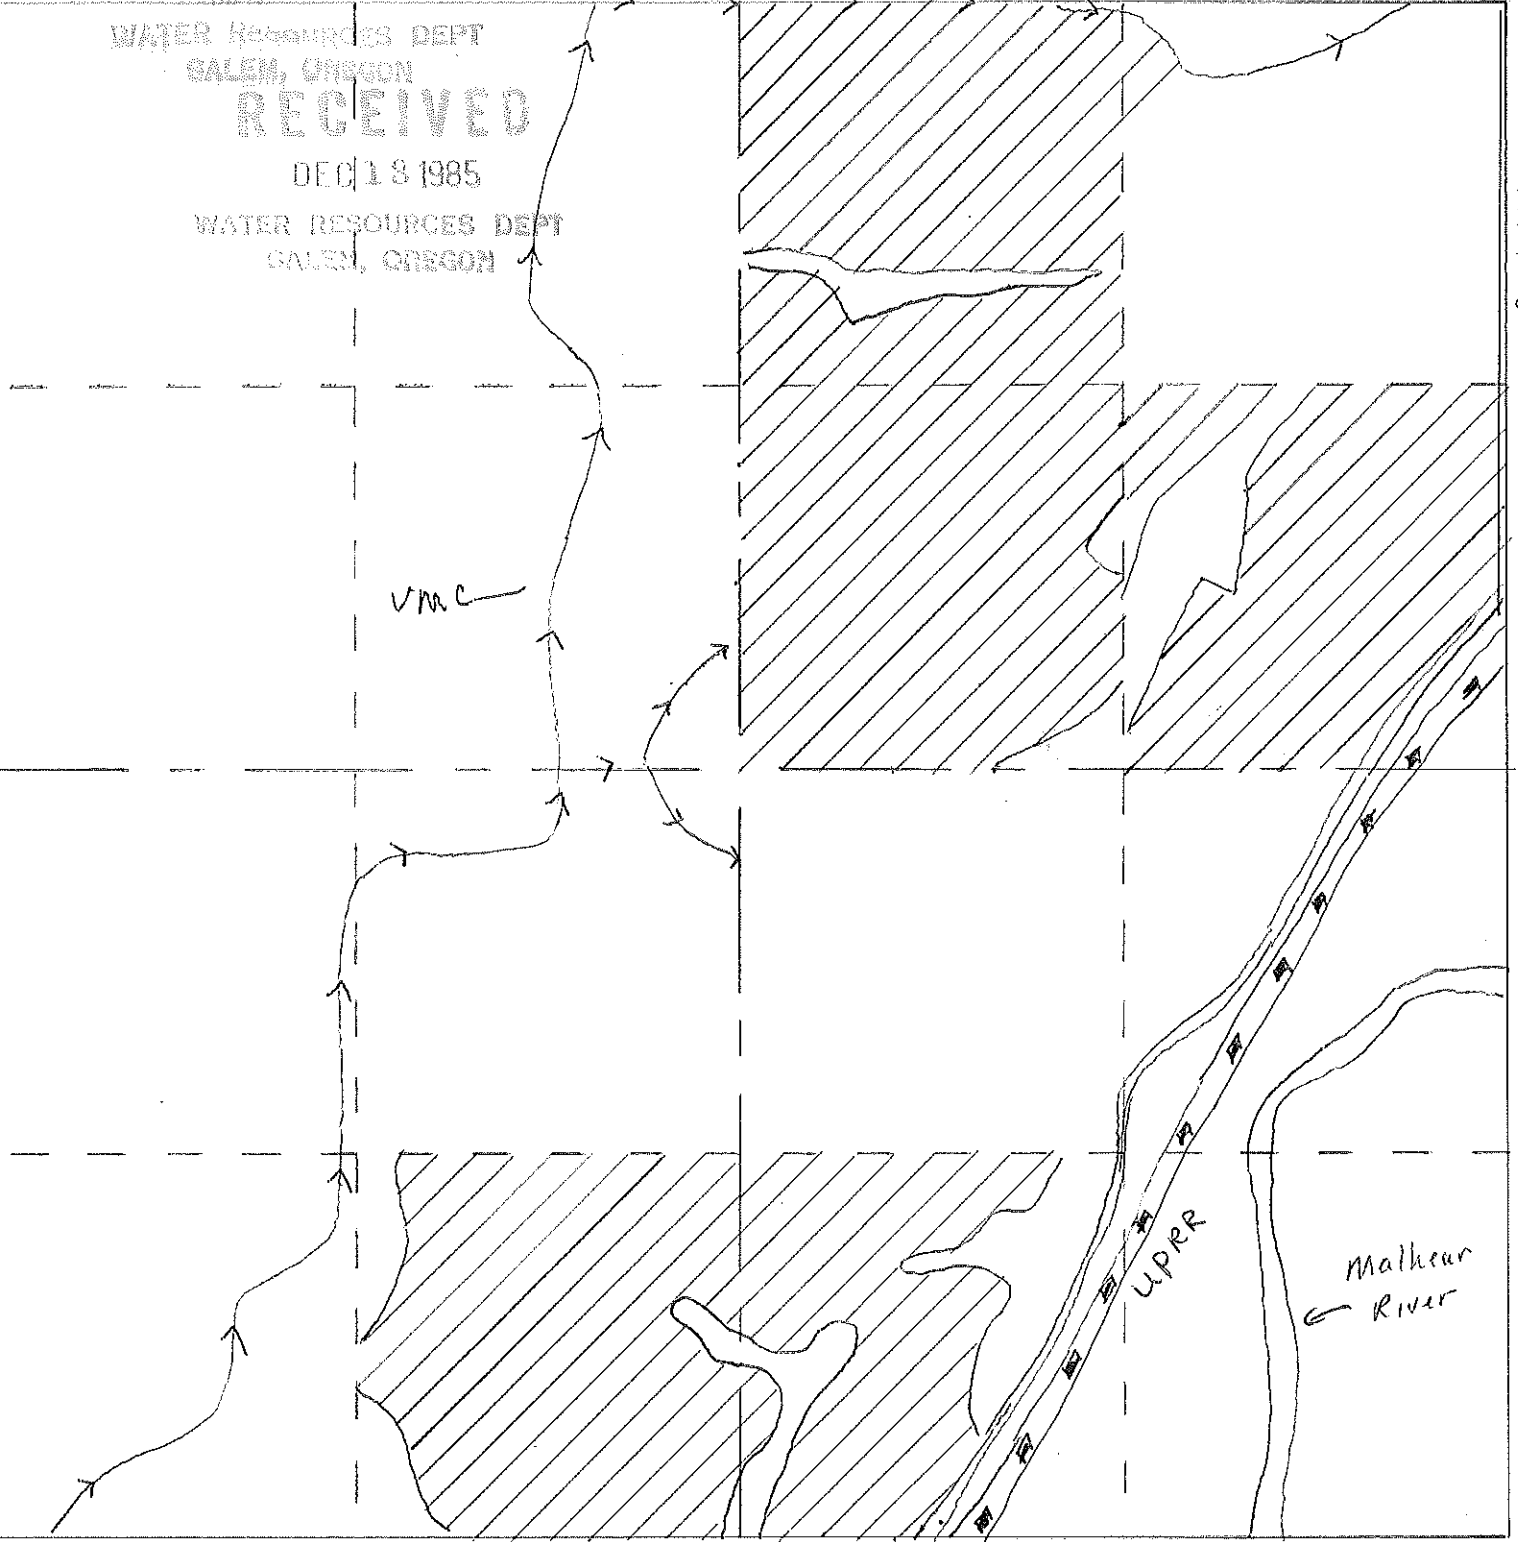 WATER RESOURCES DEPT
SALEM, OREGON
RECEIVED
DEC 18 1985
WATER RESOURCES DEPT
SALEM, OREGON
VMC
UPRR
Malheur
River